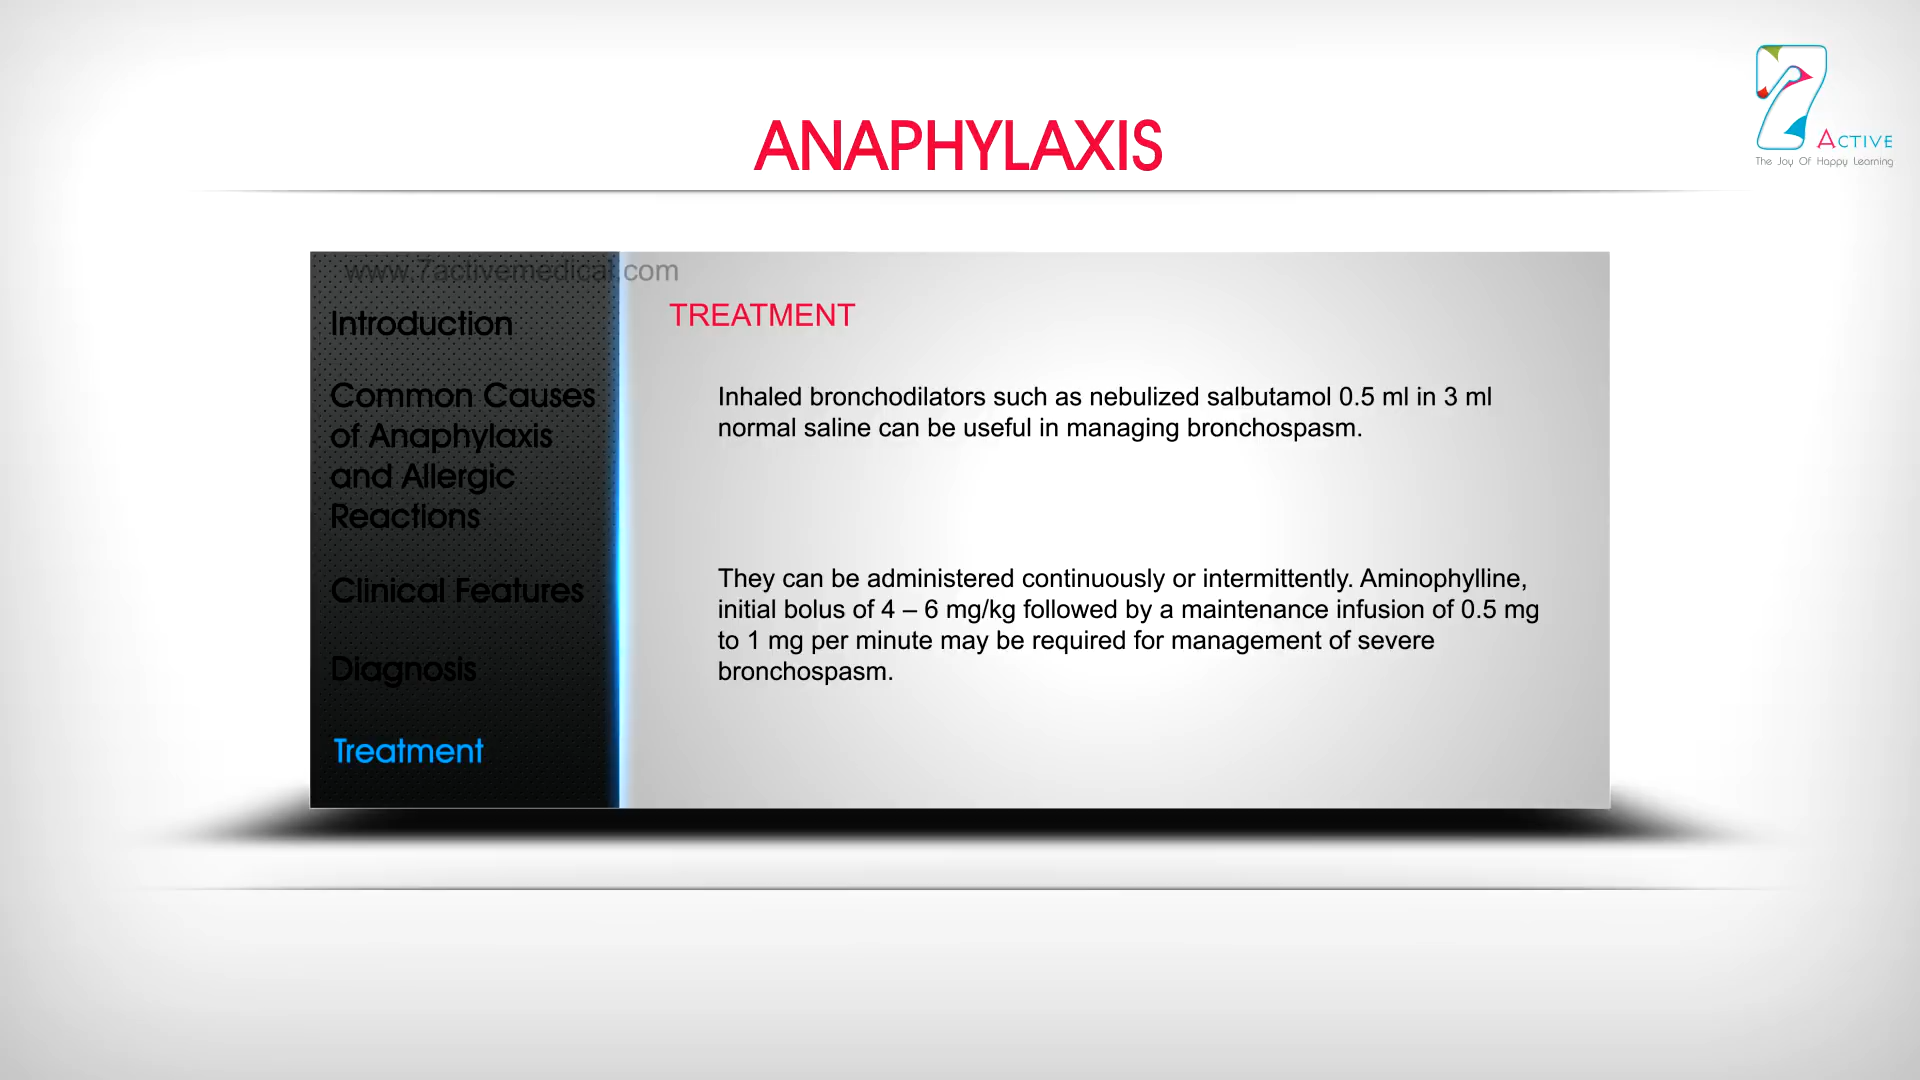 ANAPHYLAXIS
ACTIVE
The Joy Of Happy Learning
www.7activemedical.com
Introduction
Common Causes
of Anaphylaxis
and Allergic
Reactions
Clinical Features
Diagnosis
Treatment
TREATMENT
Inhaled bronchodilators such as nebulized salbutamol 0.5 ml in 3 ml
normal saline can be useful in managing bronchospasm.
They can be administered continuously or intermittently. Aminophylline,
initial bolus of 4 – 6 mg/kg followed by a maintenance infusion of 0.5 mg
to 1 mg per minute may be required for management of severe
bronchospasm.